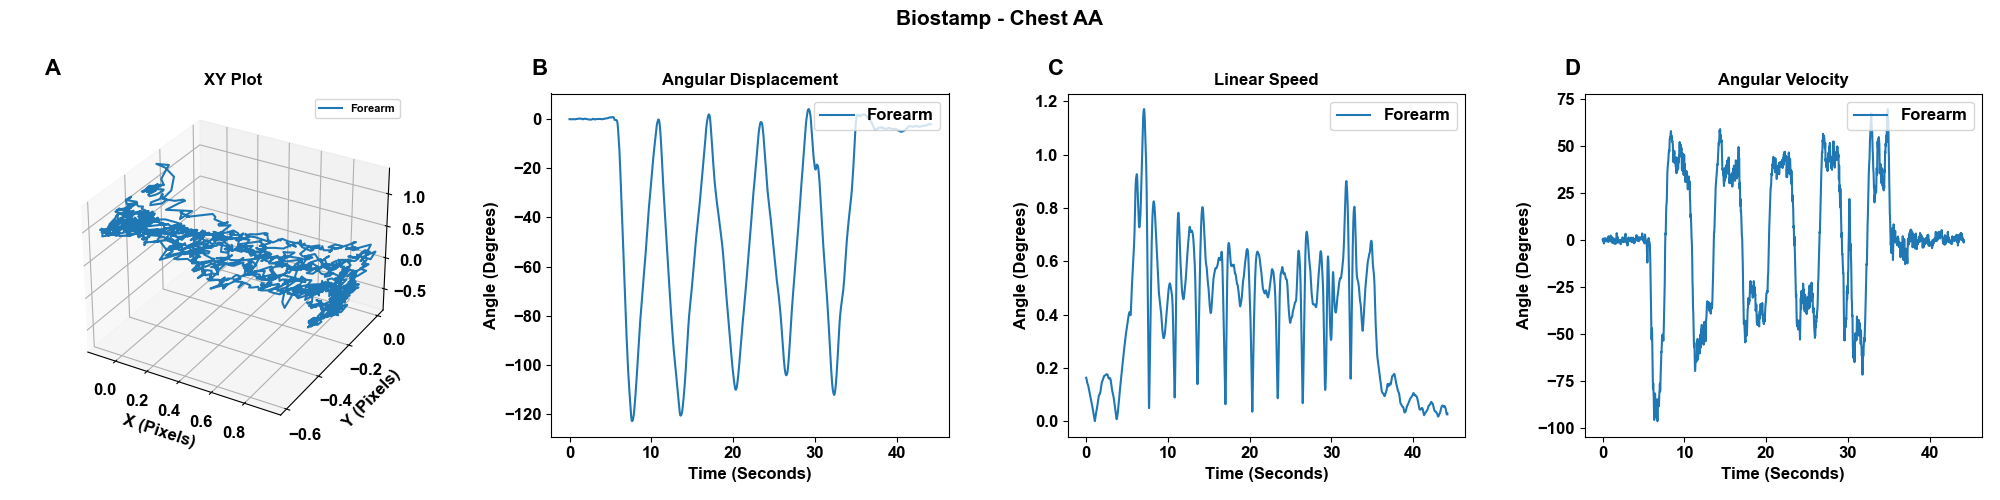 Biostamp - Chest AA
A
XY Plot
Forearm
1.0
0.5
0.0
−0.5
0.0
0.2
0.4
0.6
0.8
X (Pixels)
0.0
−0.2
−0.4
−0.6
Y (Pixels)
B
Angular Displacement
Forearm
0
−20
−40
−60
−80
−100
−120
Angle (Degrees)
0 10 20 30 40
Time (Seconds)
C
Linear Speed
Forearm
1.2
1.0
0.8
0.6
0.4
0.2
0.0
Angle (Degrees)
0 10 20 30 40
Time (Seconds)
D
Angular Velocity
Forearm
75
50
25
0
−25
−50
−75
−100
Angle (Degrees)
0 10 20 30 40
Time (Seconds)